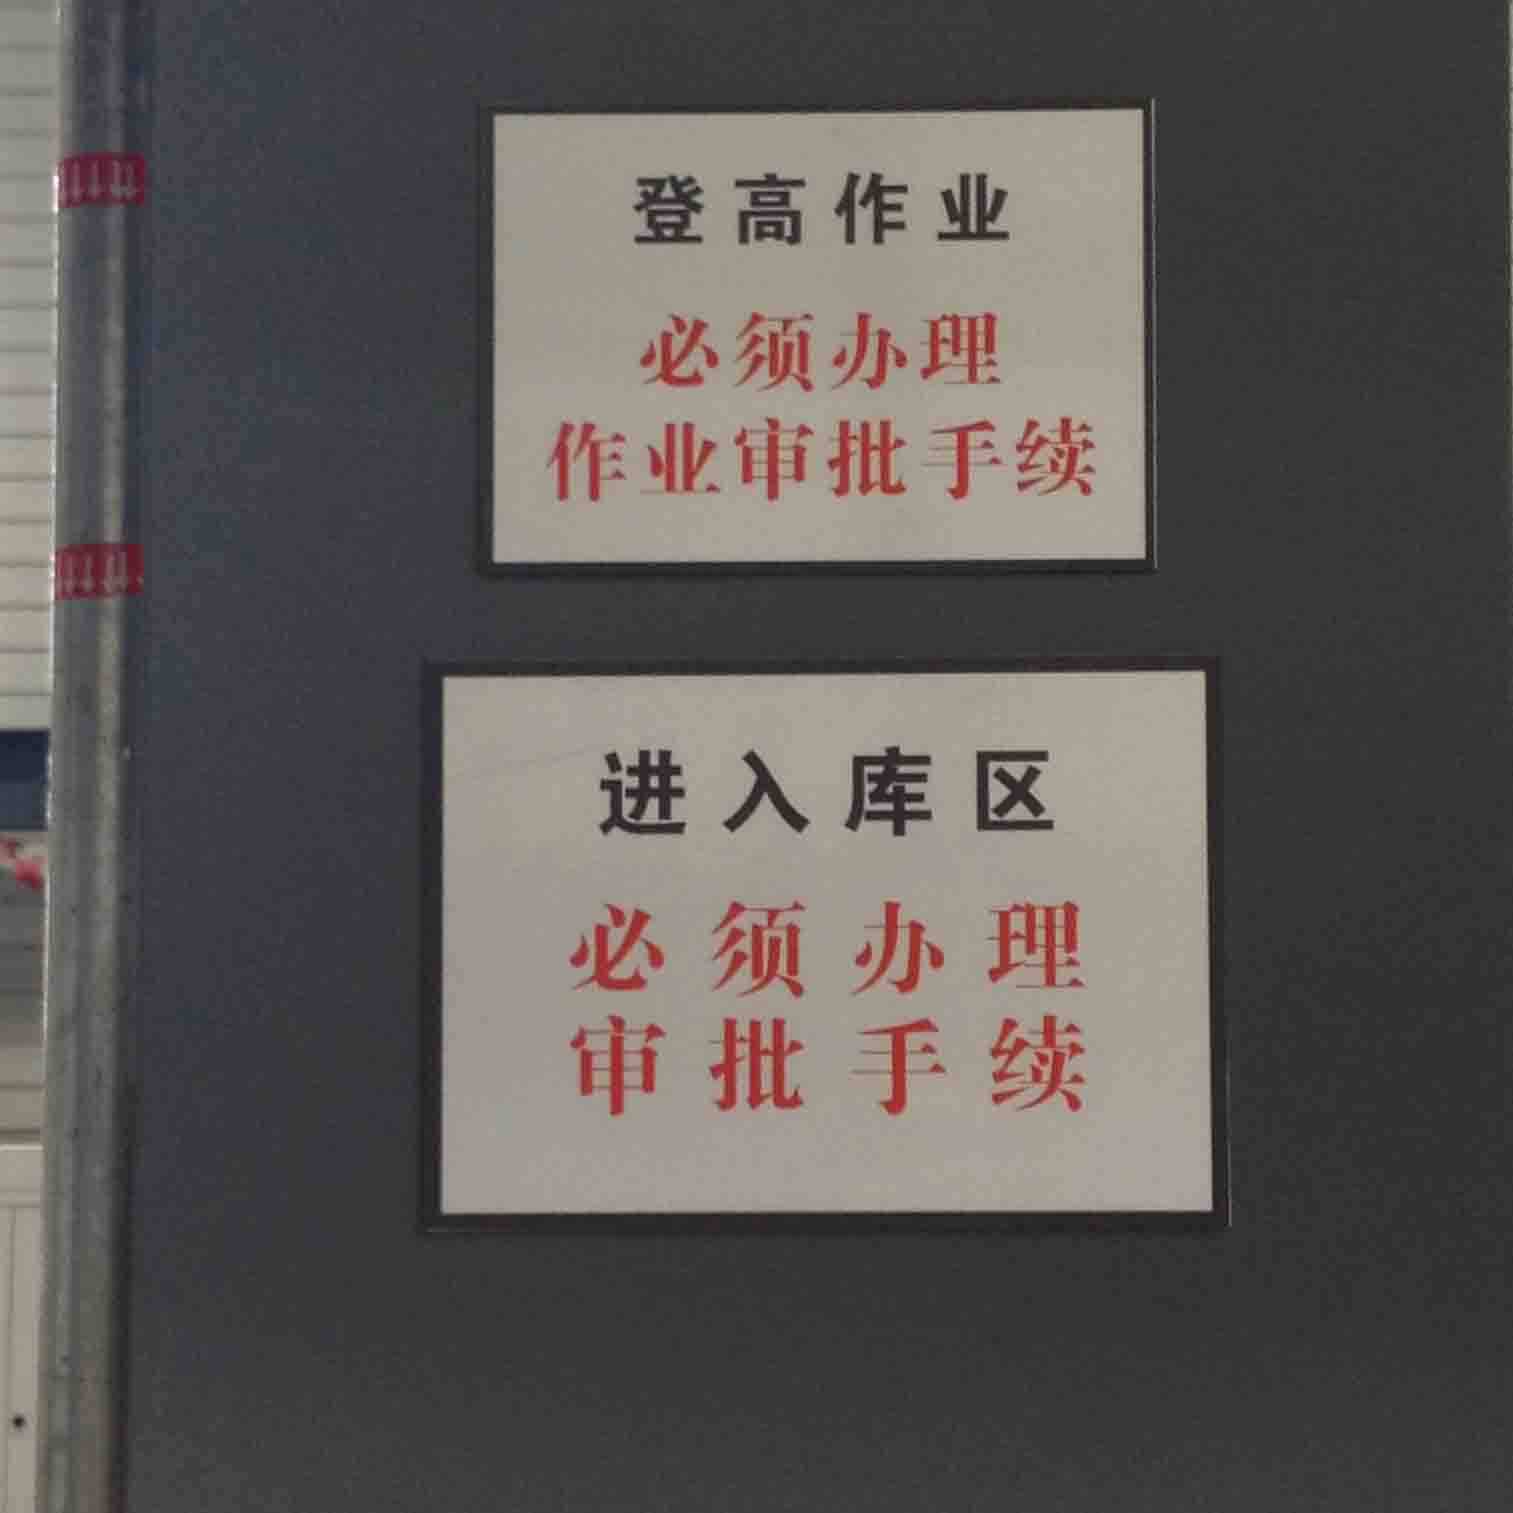 登高作业
必须办理
作业审批手续
进入库区
必须办理
审批手续